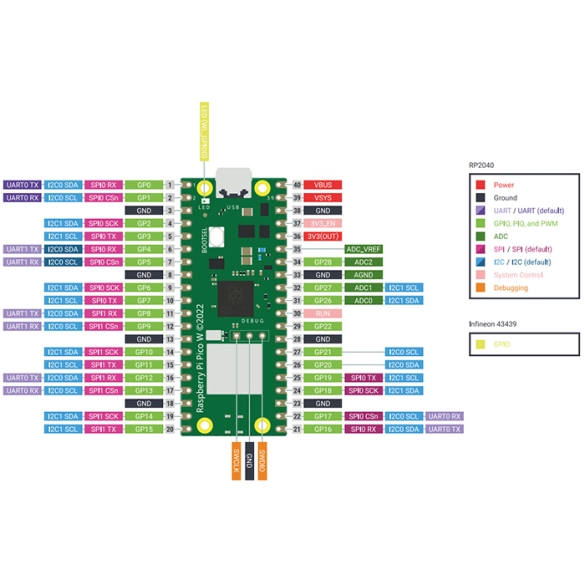 LED (WL_GPIO0)
UART0 TX I2C0 SDA SPI0 RX GP0 1 40 VBUS
UART0 RX I2C0 SCL SPI0 CSn GP1 2 39 39 VSYS
GND 3 LED USB 38 GND
I2C1 SDA SPI0 SCK GP2 4 37 3V3_EN
I2C1 SCL SPI0 TX GP3 5 BOOTSEL 36 3V3(OUT)
UART1 TX I2C0 SDA SPI0 RX GP4 6 35 ADC_VREF
UART1 RX I2C0 SCL SPI0 CSn GP5 7 34 GP28 ADC2
GND 8 33 GND AGND
I2C1 SDA SPI0 SCK GP6 9 32 GP27 ADC1 I2C1 SCL
I2C1 SCL SPI0 TX GP7 10 31 GP26 ADC0 I2C1 SDA
UART1 TX I2C0 SDA SPI1 RX GP8 11 30 RUN
UART1 RX I2C0 SCL SPI1 CSn GP9 12 DEBUG 29 GP22
GND 13 28 GND
I2C1 SDA SPI1 SCK GP10 14 27 GP21 I2C0 SCL
I2C1 SCL SPI1 TX GP11 15 26 GP20 I2C0 SDA
UART0 TX I2C0 SDA SPI1 RX GP12 16 25 GP19 SPI0 TX I2C1 SCL
UART0 RX I2C0 SCL SPI1 CSn GP13 17 24 GP18 SPI0 SCK I2C1 SDA
GND 18 23 GND
I2C1 SDA SPI1 SCK GP14 19 22 GP17 SPI0 CSn I2C0 SCL UART0 RX
I2C1 SCL SPI1 TX GP15 20 21 GP16 SPI0 RX I2C0 SDA UART0 TX
Raspberry Pi Pico W ©2022
SWCLK
GND
SWDIO
RP2040
Power
Ground
UART / UART (default)
GPIO, PIO, and PWM
ADC
SPI / SPI (default)
I2C / I2C (default)
System Control
Debugging
Infineon 43439
GPIO